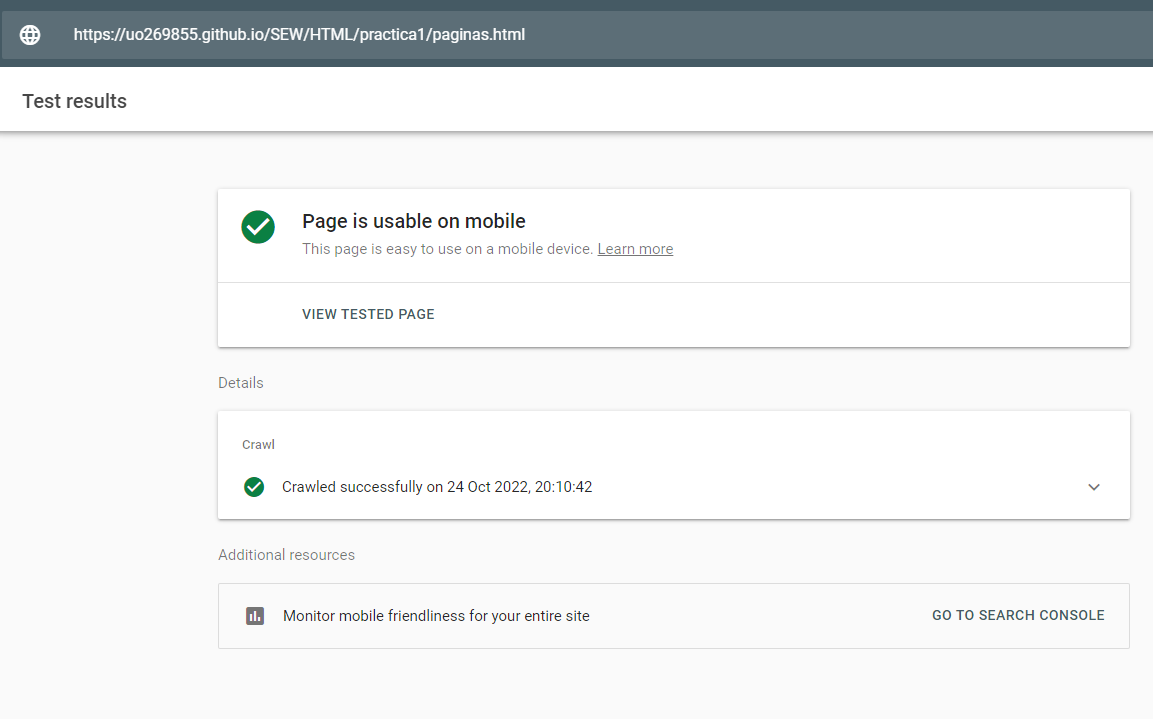 https://uo269855.github.io/SEW/HTML/practica1/paginas.html
Test results
Page is usable on mobile
This page is easy to use on a mobile device. Learn more
VIEW TESTED PAGE
Details
Crawl
Crawled successfully on 24 Oct 2022, 20:10:42
Additional resources
Monitor mobile friendliness for your entire site GO TO SEARCH CONSOLE